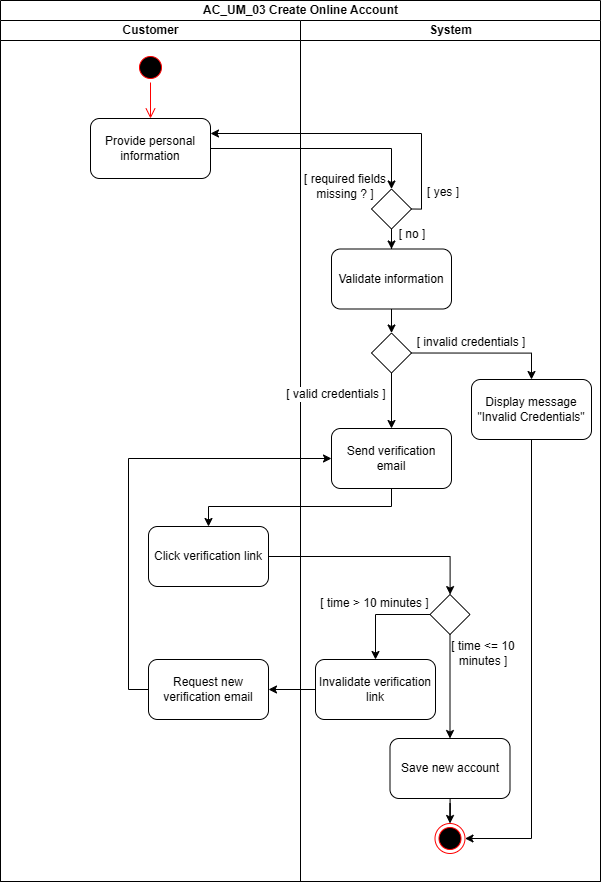 AC_UM_03 Create Online Account
Customer
System
Provide personal
information
[ required fields
missing ? ]
[ yes ]
[ no ]
Validate information
[ invalid credentials ]
[ valid credentials ]
Display message
"Invalid Credentials"
Send verification
email
Click verification link
[ time > 10 minutes ]
[ time <= 10
minutes ]
Request new
verification email
Invalidate verification
link
Save new account